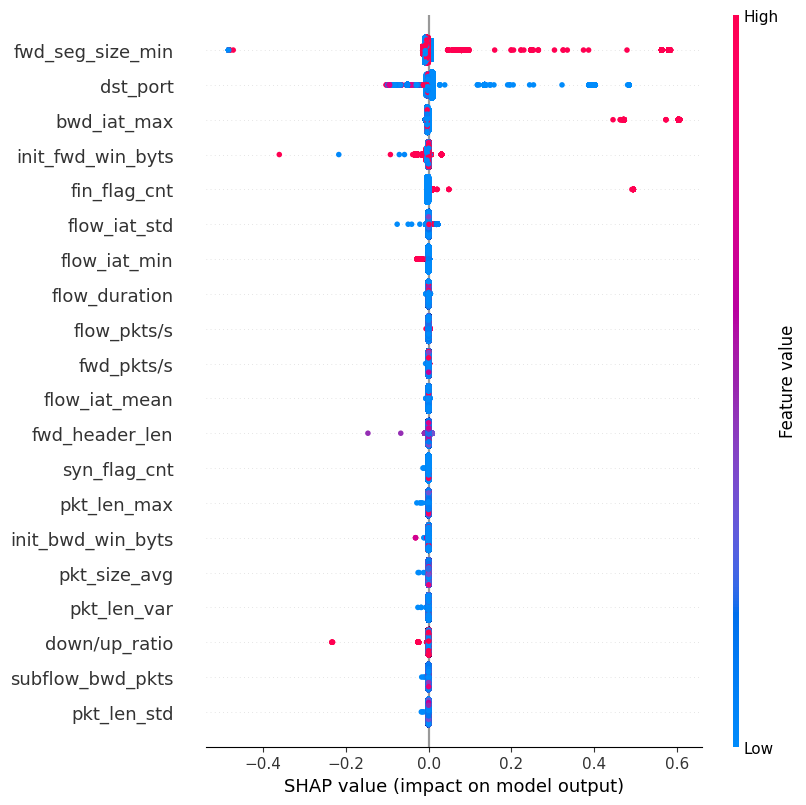 High
fwd_seg_size_min
dst_port
bwd_iat_max
init_fwd_win_byts
fin_flag_cnt
flow_iat_std
flow_iat_min
flow_duration
flow_pkts/s
fwd_pkts/s
flow_iat_mean
fwd_header_len
syn_flag_cnt
pkt_len_max
init_bwd_win_byts
pkt_size_avg
pkt_len_var
down/up_ratio
subflow_bwd_pkts
pkt_len_std
Feature value
Low
−0.4 −0.2 0.0 0.2 0.4 0.6
SHAP value (impact on model output)